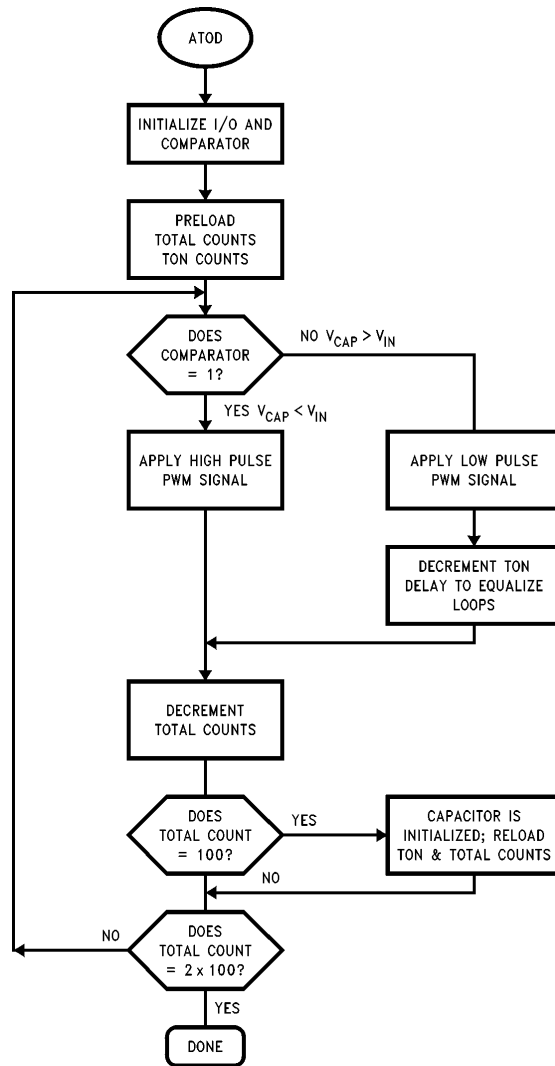 ATOD
INITIALIZE I/O AND
COMPARATOR
PRELOAD
TOTAL COUNTS
TON COUNTS
DOES
COMPARATOR
= 1?
NO V_CAP > V_IN
YES V_CAP < V_IN
APPLY HIGH PULSE
PWM SIGNAL
APPLY LOW PULSE
PWM SIGNAL
DECREMENT TON
DELAY TO EQUALIZE
LOOPS
DECREMENT
TOTAL COUNTS
DOES
TOTAL COUNT
= 100?
YES
CAPACITOR IS
INITIALIZED; RELOAD
TON & TOTAL COUNTS
NO
DOES
TOTAL COUNT
= 2 x 100?
NO
YES
DONE